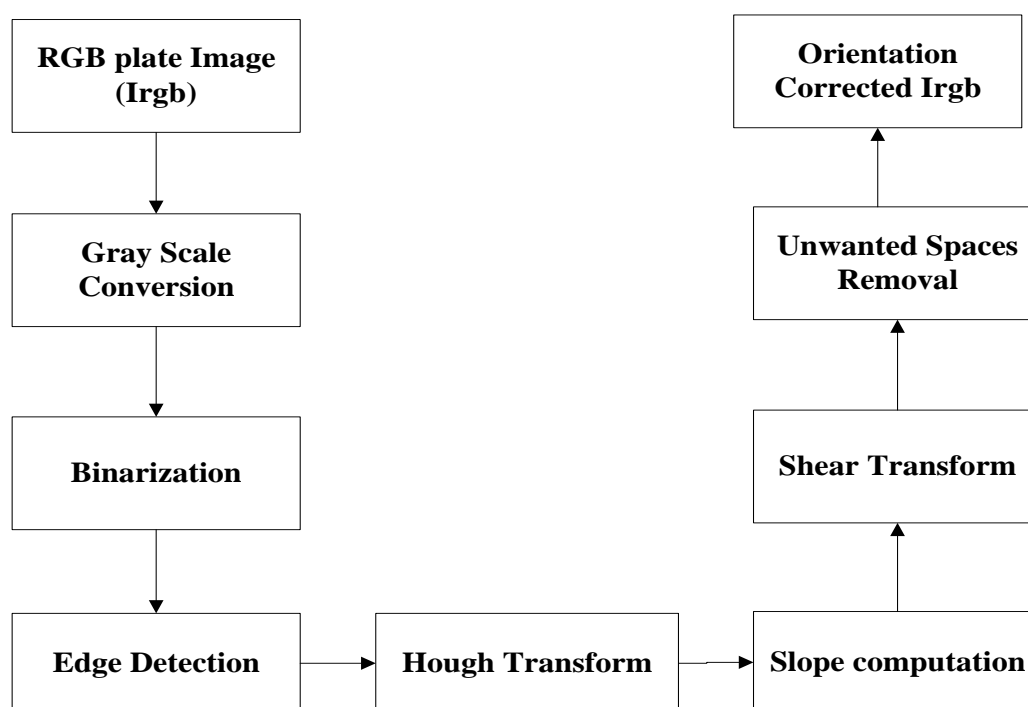 RGB plate Image
(Irgb)
Gray Scale
Conversion
Binarization
Edge Detection
Hough Transform
Slope computation
Shear Transform
Unwanted Spaces
Removal
Orientation
Corrected Irgb